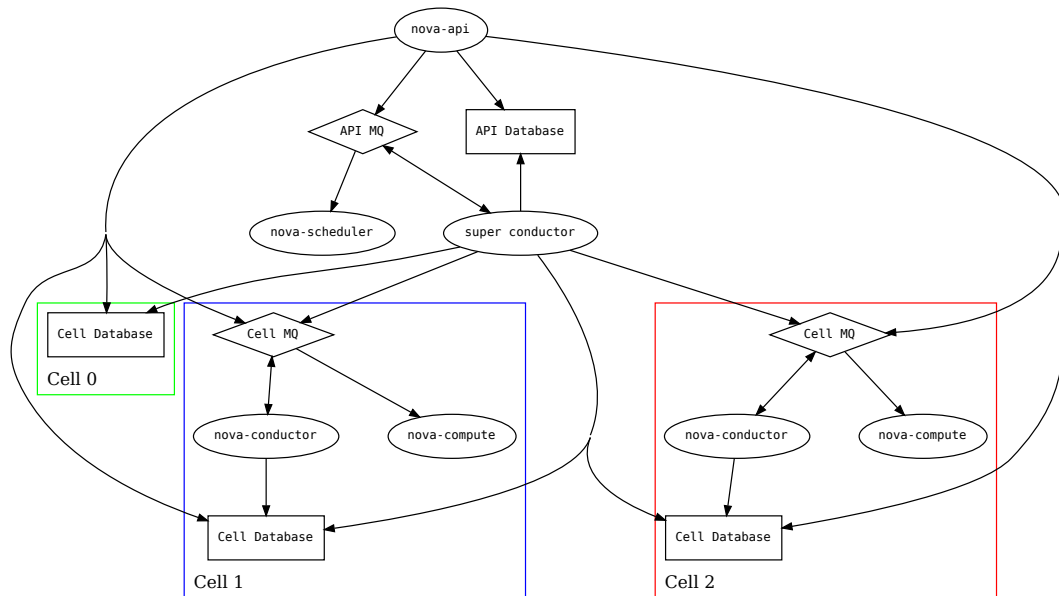 nova-api
API MQ
API Database
nova-scheduler
super conductor
Cell Database
Cell 0
Cell MQ
nova-conductor
nova-compute
Cell Database
Cell 1
Cell MQ
nova-conductor
nova-compute
Cell Database
Cell 2